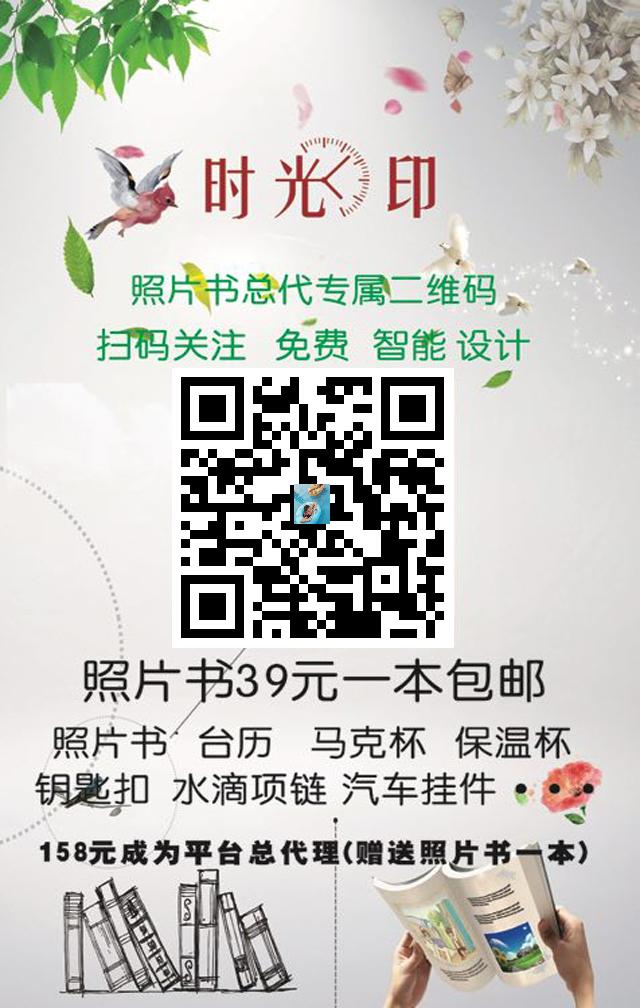 时光印
照片书总代专属二维码
扫码关注 免费 智能 设计
照片书39元一本包邮
照片书 台历 马克杯 保温杯
钥匙扣 水滴项链 汽车挂件
158元成为平台总代理(赠送照片书一本)